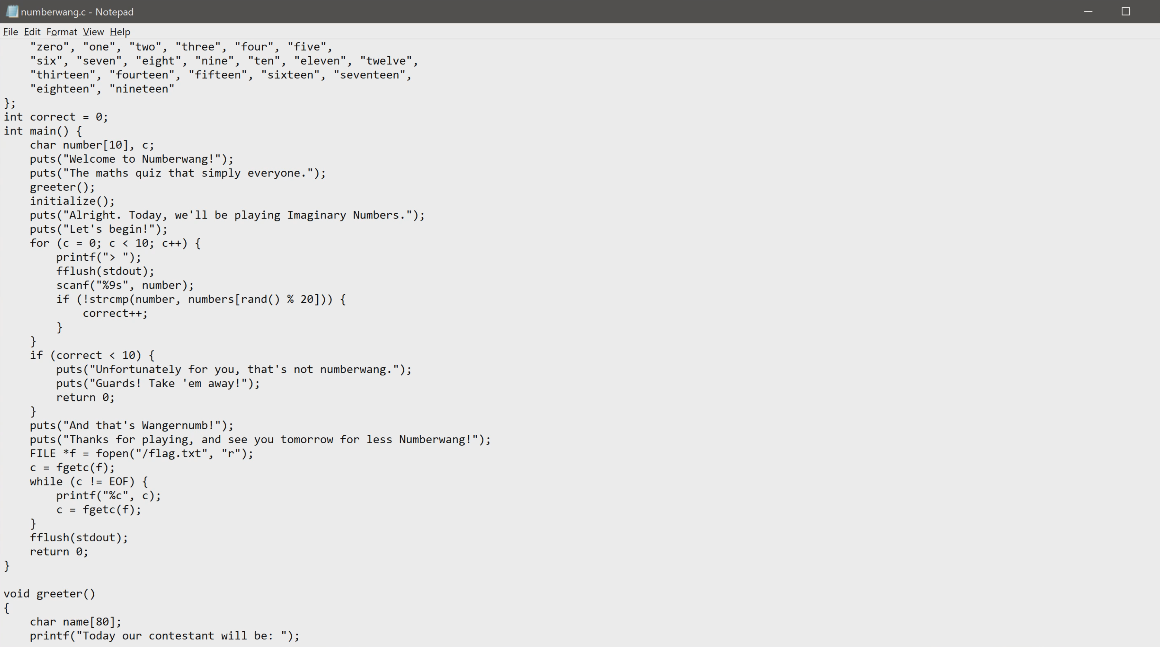 numberwang.c - Notepad
File Edit Format View Help
    "zero", "one", "two", "three", "four", "five",
    "six", "seven", "eight", "nine", "ten", "eleven", "twelve",
    "thirteen", "fourteen", "fifteen", "sixteen", "seventeen",
    "eighteen", "nineteen"
};
int correct = 0;
int main() {
    char number[10], c;
    puts("Welcome to Numberwang!");
    puts("The maths quiz that simply everyone.");
    greeter();
    initialize();
    puts("Alright. Today, we'll be playing Imaginary Numbers.");
    puts("Let's begin!");
    for (c = 0; c < 10; c++) {
        printf("> ");
        fflush(stdout);
        scanf("%9s", number);
        if (!strcmp(number, numbers[rand() % 20])) {
            correct++;
        }
    }
    if (correct < 10) {
        puts("Unfortunately for you, that's not numberwang.");
        puts("Guards! Take 'em away!");
        return 0;
    }
    puts("And that's Wangernumb!");
    puts("Thanks for playing, and see you tomorrow for less Numberwang!");
    FILE *f = fopen("/flag.txt", "r");
    c = fgetc(f);
    while (c != EOF) {
        printf("%c", c);
        c = fgetc(f);
    }
    fflush(stdout);
    return 0;
}
void greeter()
{
    char name[80];
    printf("Today our contestant will be: ");